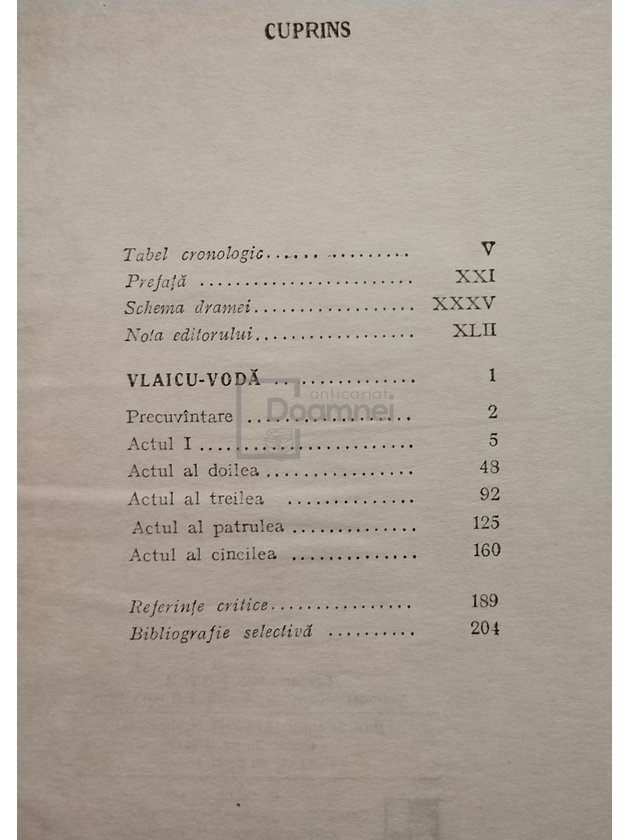 CUPRINS
Tabel cronologic................. V
Prefață ........................ XXI
Schema dramei.................. XXXV
Nota editorului................. XLII
VLAICU-VODĂ ............... 1
anticariat
Doamnei
Precuvîntare ................. 2
Actul I ...................... 5
Actul al doilea ................ 48
Actul al treilea .............. 92
Actul al patrulea .............. 125
Actul al cincilea .............. 160
Referințe critice ................ 189
Bibliografie selectivă .......... 204